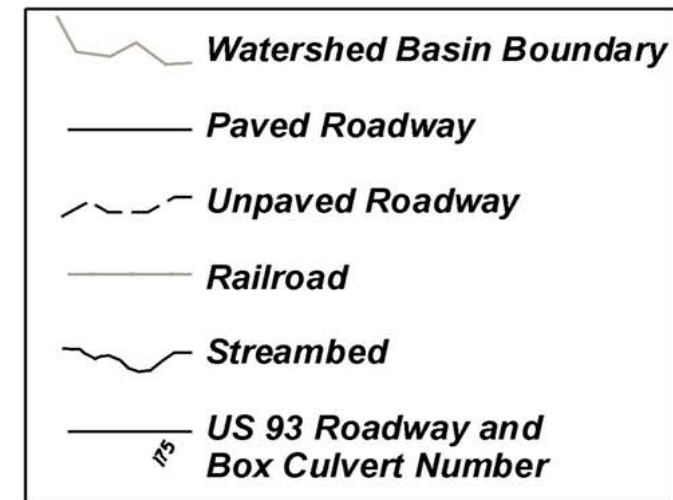 Watershed Basin Boundary
Paved Roadway
Unpaved Roadway
Railroad
Streambed
US 93 Roadway and
175
Box Culvert Number